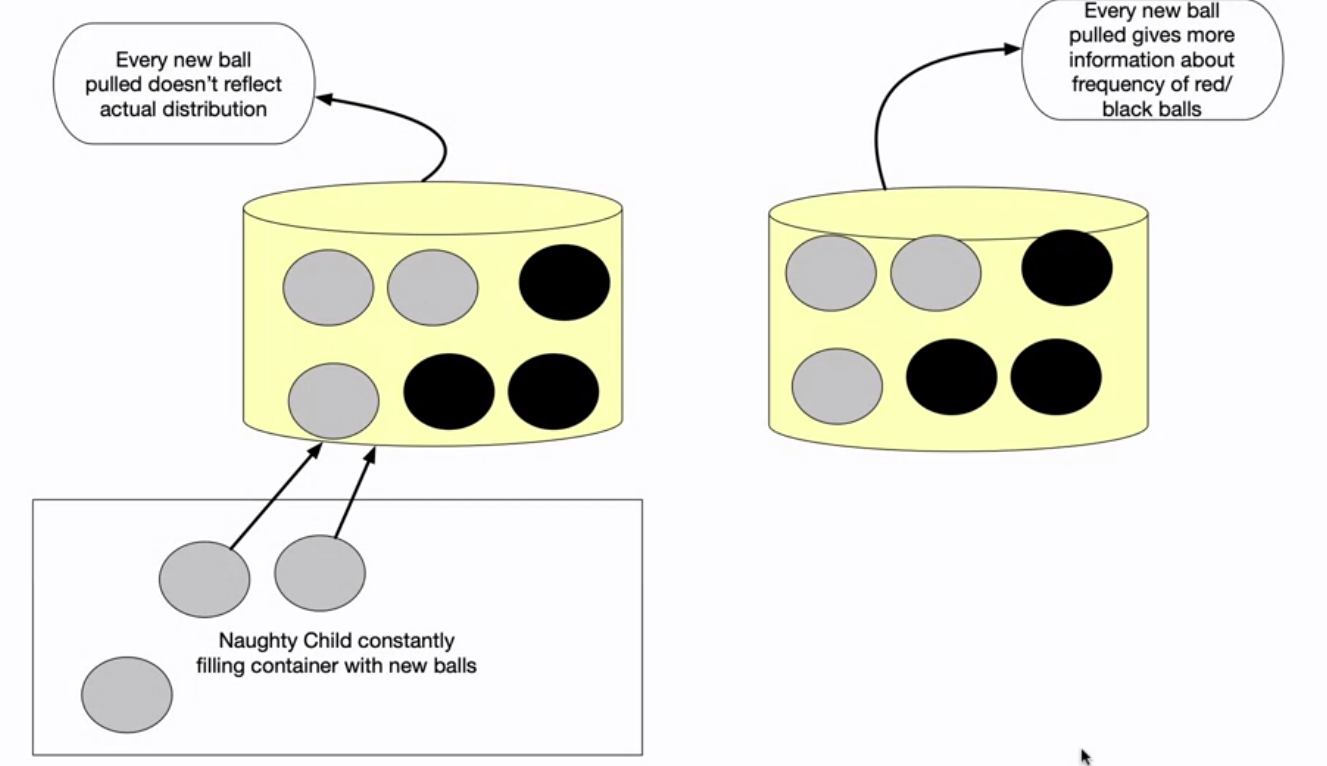 Every new ball
pulled doesn't reflect
actual distribution
Every new ball
pulled gives more
information about
frequency of red/
black balls
Naughty Child constantly
filling container with new balls